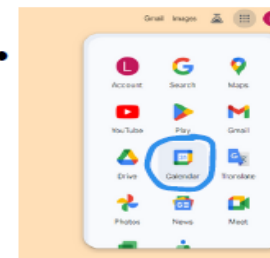 Gmail Images
L
Account Search Maps
YouTube Play Gmail
Drive Calendar Translate
Photos News Meet